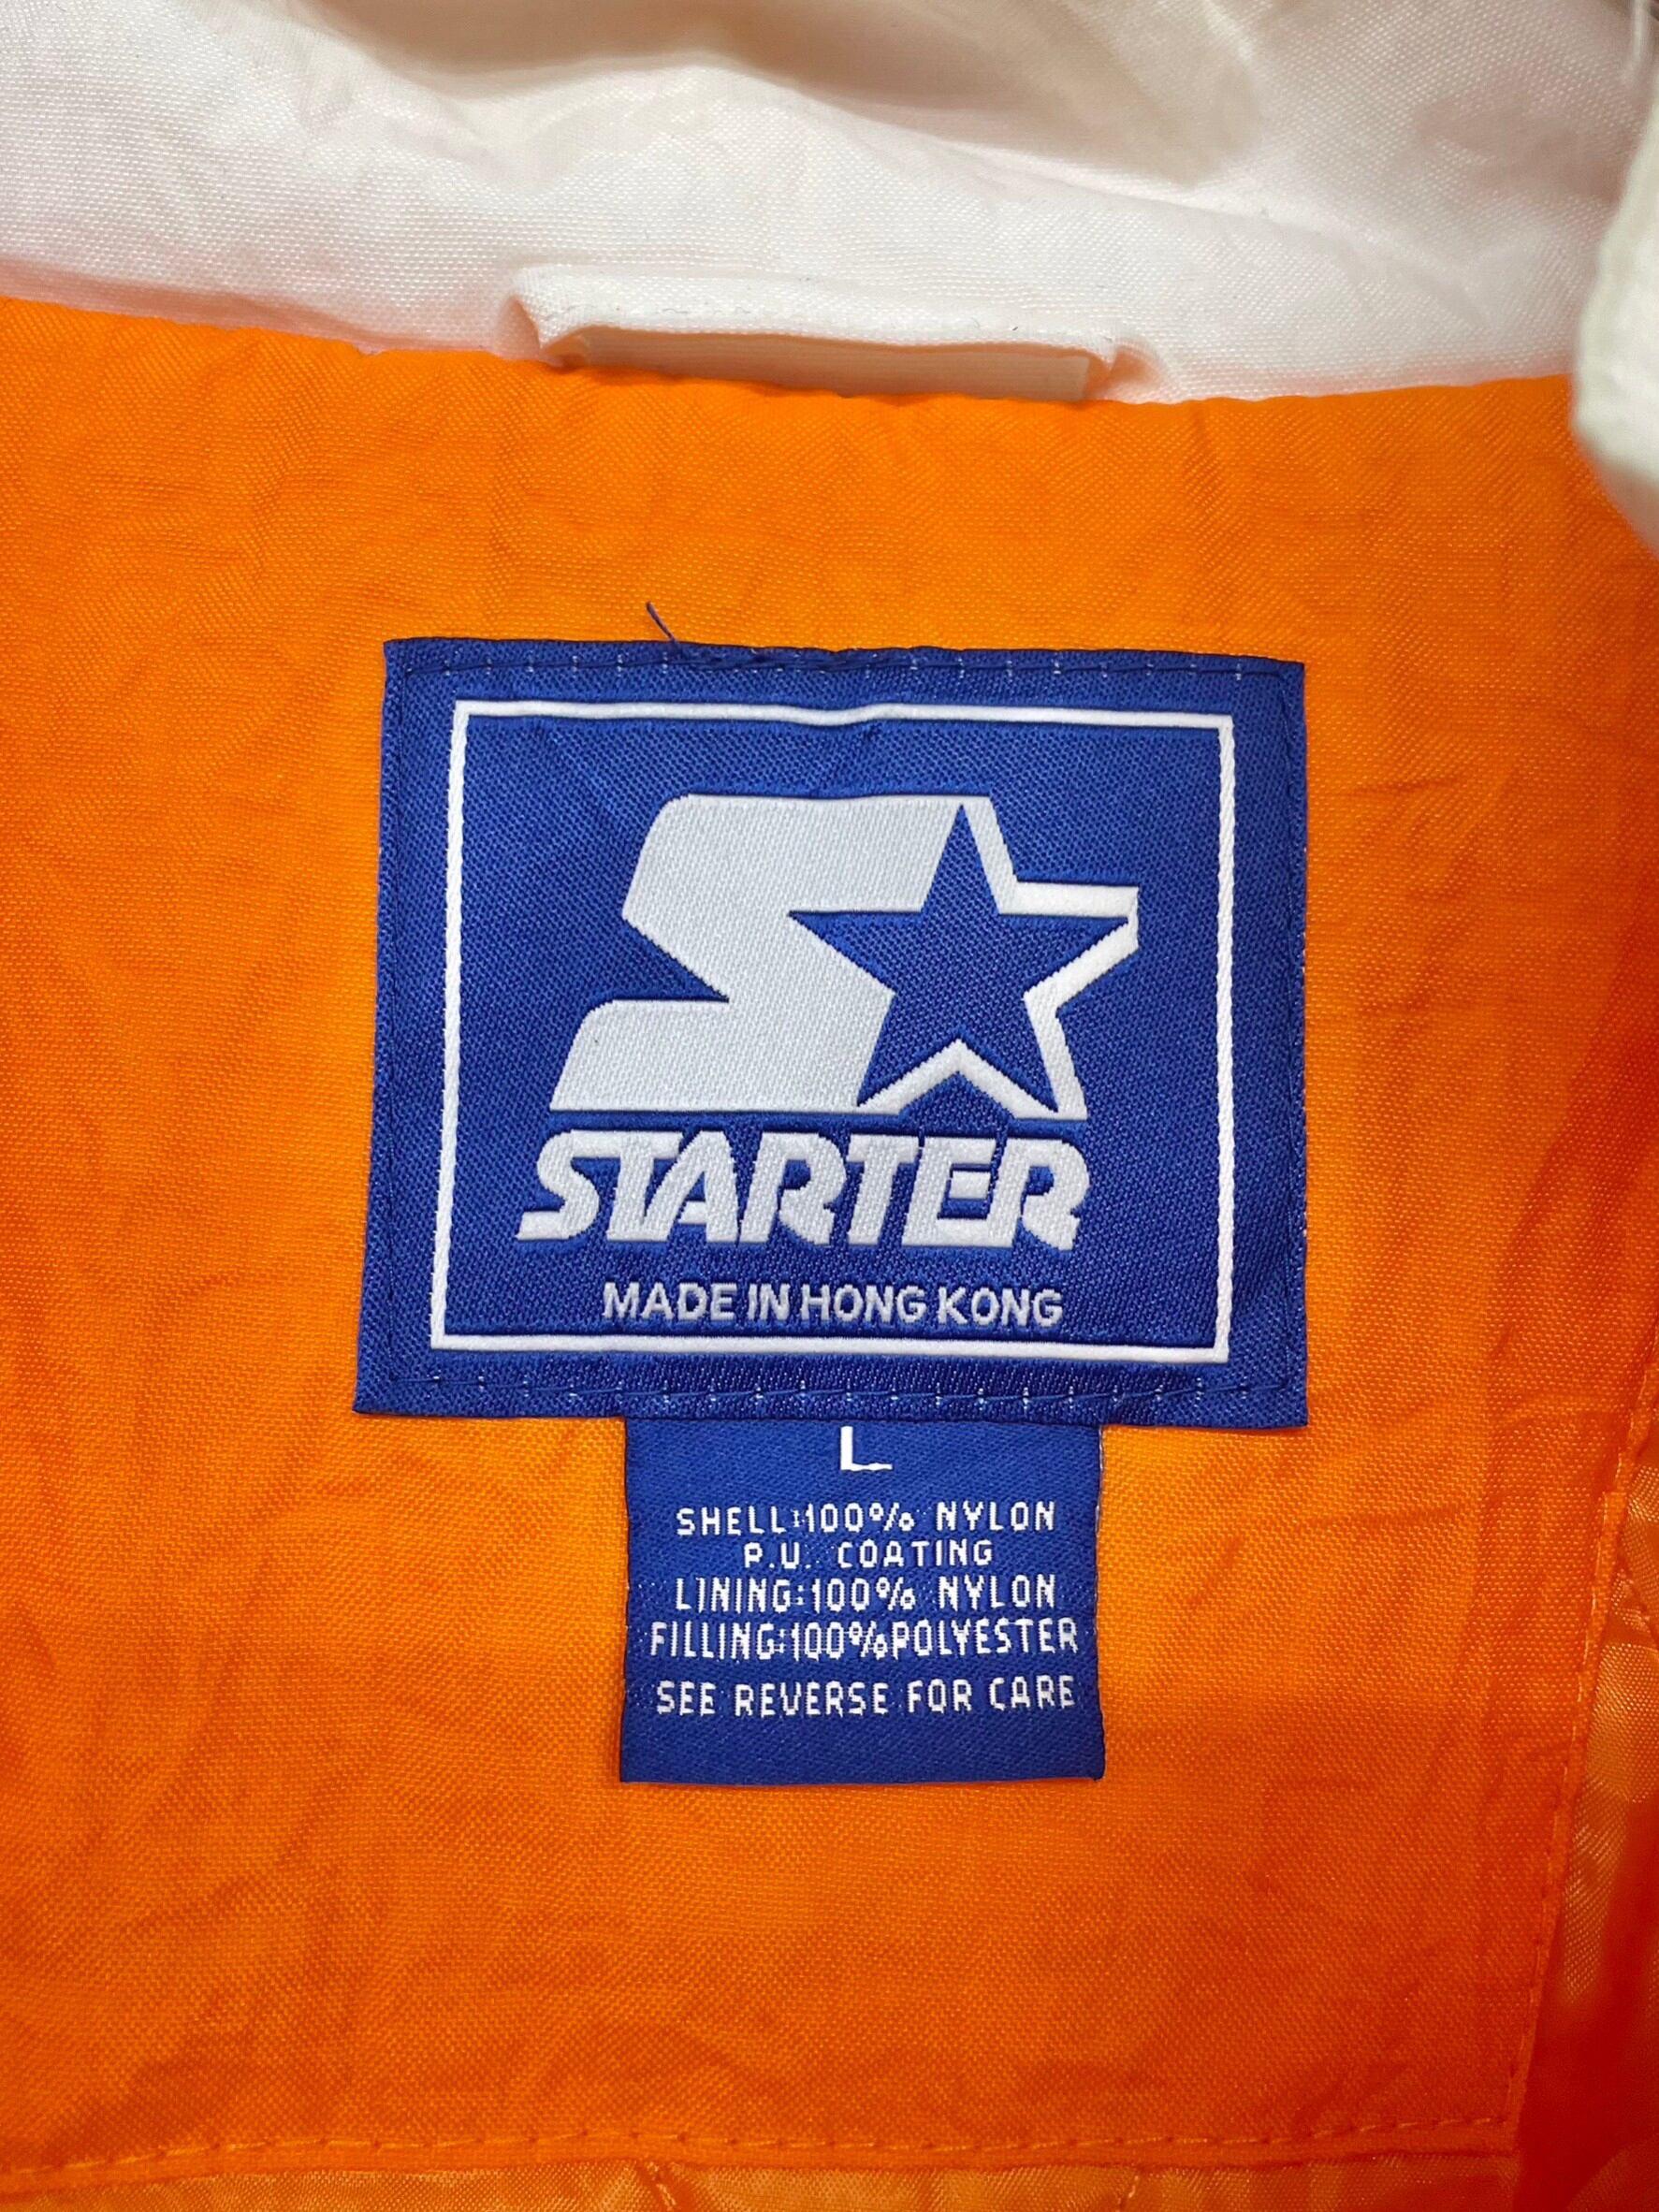 STARTER
MADE IN HONG KONG
L
SHELL:100% NYLON
P.U. COATING
LINING:100% NYLON
FILLING:100%POLYESTER
SEE REVERSE FOR CARE